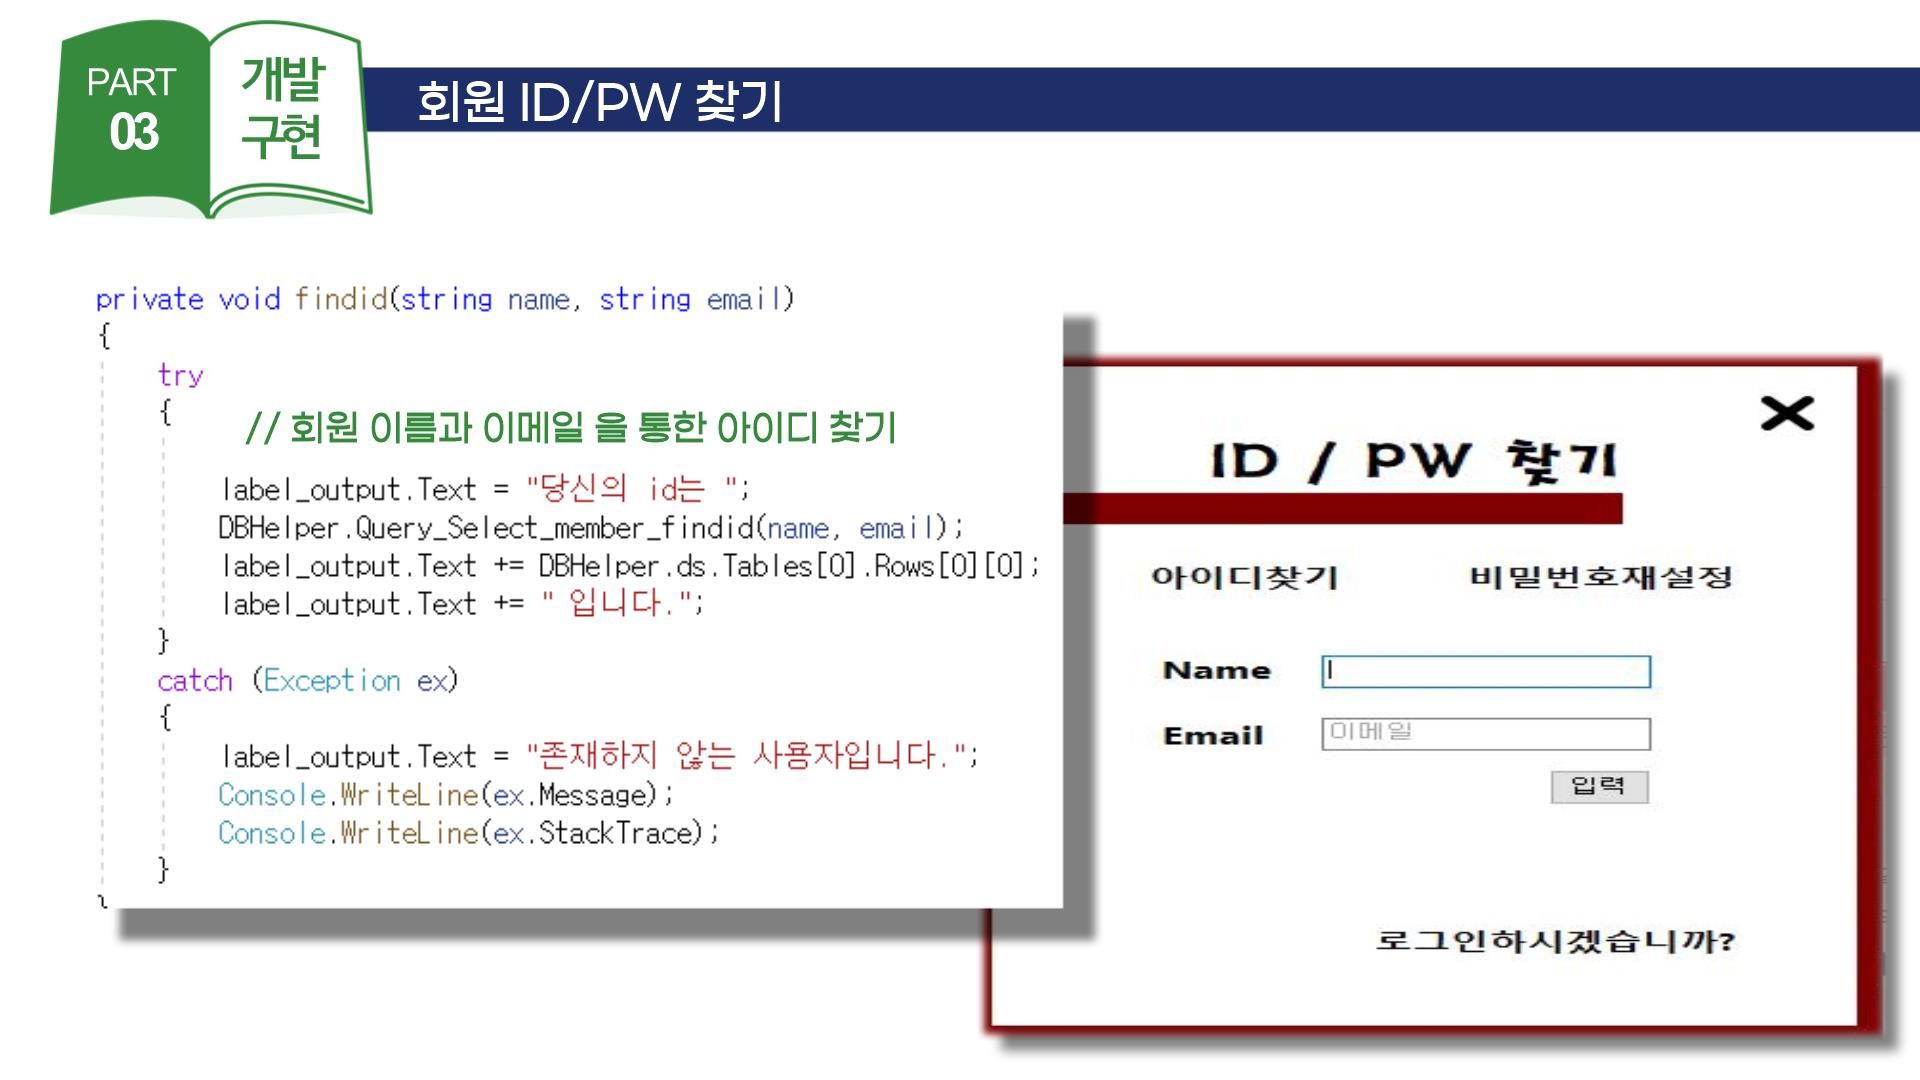 PART
03
개발
구현
회원 ID/PW 찾기
private void findid(string name, string email)
{
try
{
// 회원 이름과 이메일 을 통한 아이디 찾기
label_output.Text = "당신의 id는 ";
DBHelper.Query_Select_member_findid(name, email);
label_output.Text += DBHelper.ds.Tables[0].Rows[0][0];
label_output.Text += " 입니다.";
}
catch (Exception ex)
{
label_output.Text = "존재하지 않는 사용자입니다.";
Console.WriteLine(ex.Message);
Console.WriteLine(ex.StackTrace);
}
}
ID / PW 찾기
아이디찾기 비밀번호재설정
Name
Email 이메일
입력
로그인하시겠습니까?